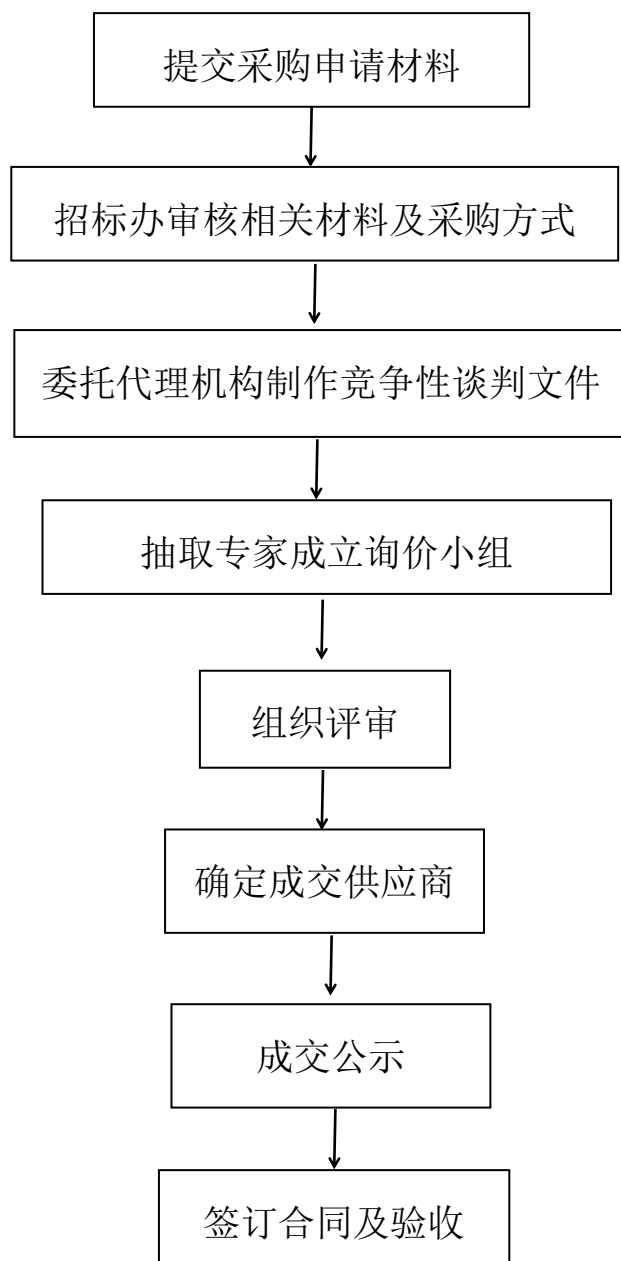 提交采购申请材料
招标办审核相关材料及采购方式
委托代理机构制作竞争性谈判文件
抽取专家成立询价小组
组织评审
确定成交供应商
成交公示
签订合同及验收